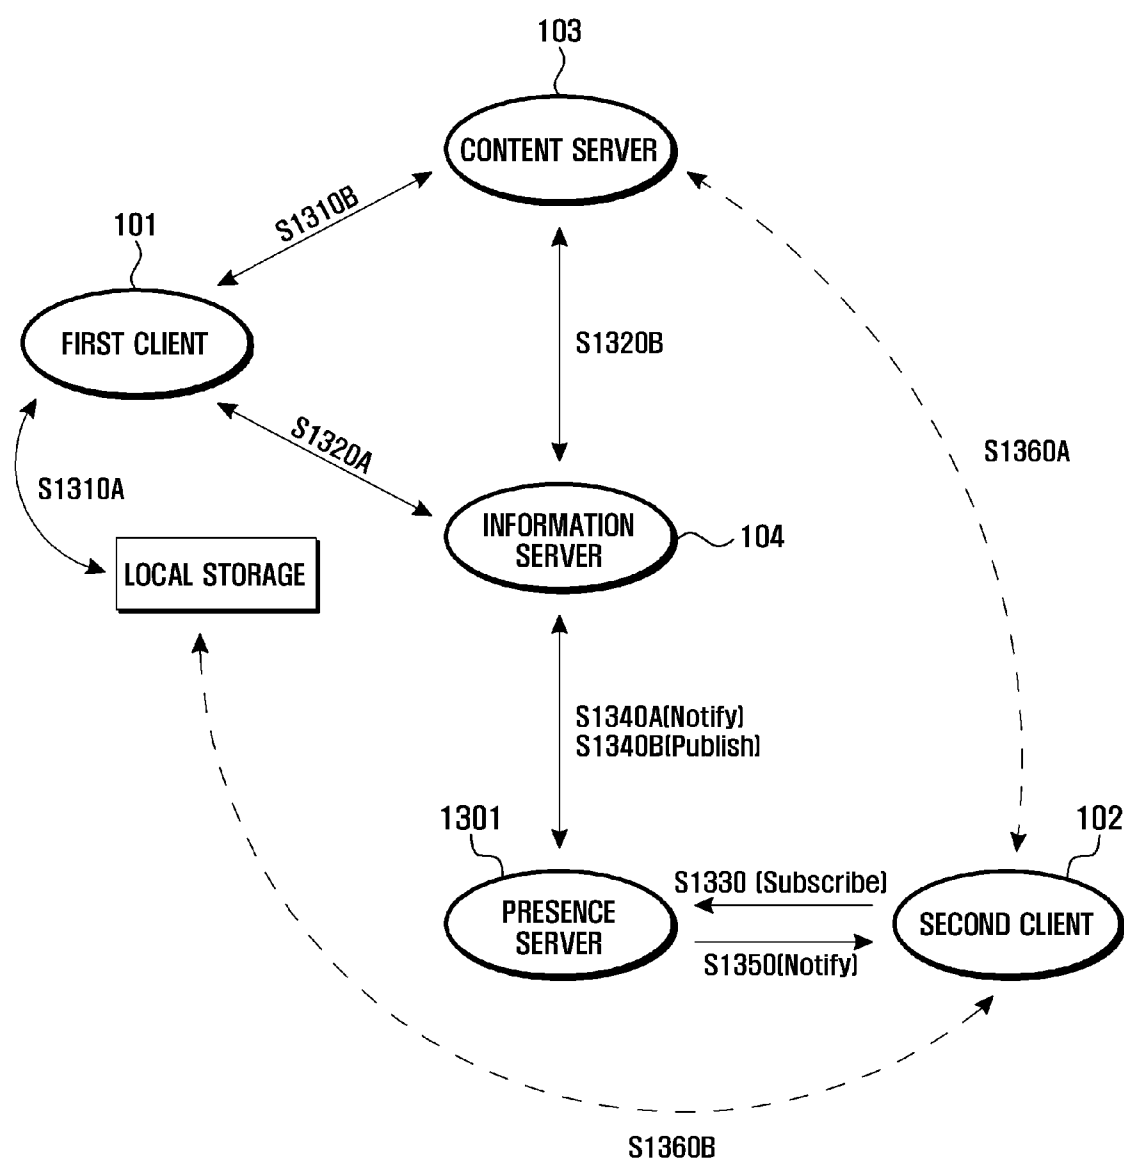 103
CONTENT SERVER
S1310B
101
FIRST CLIENT
S1320B
S1320A
S1360A
S1310A
INFORMATION
SERVER
104
LOCAL STORAGE
S1340A(Notify)
S1340B(Publish)
1301
102
S1330 (Subscribe)
PRESENCE
SERVER
SECOND CLIENT
S1350(Notify)
S1360B